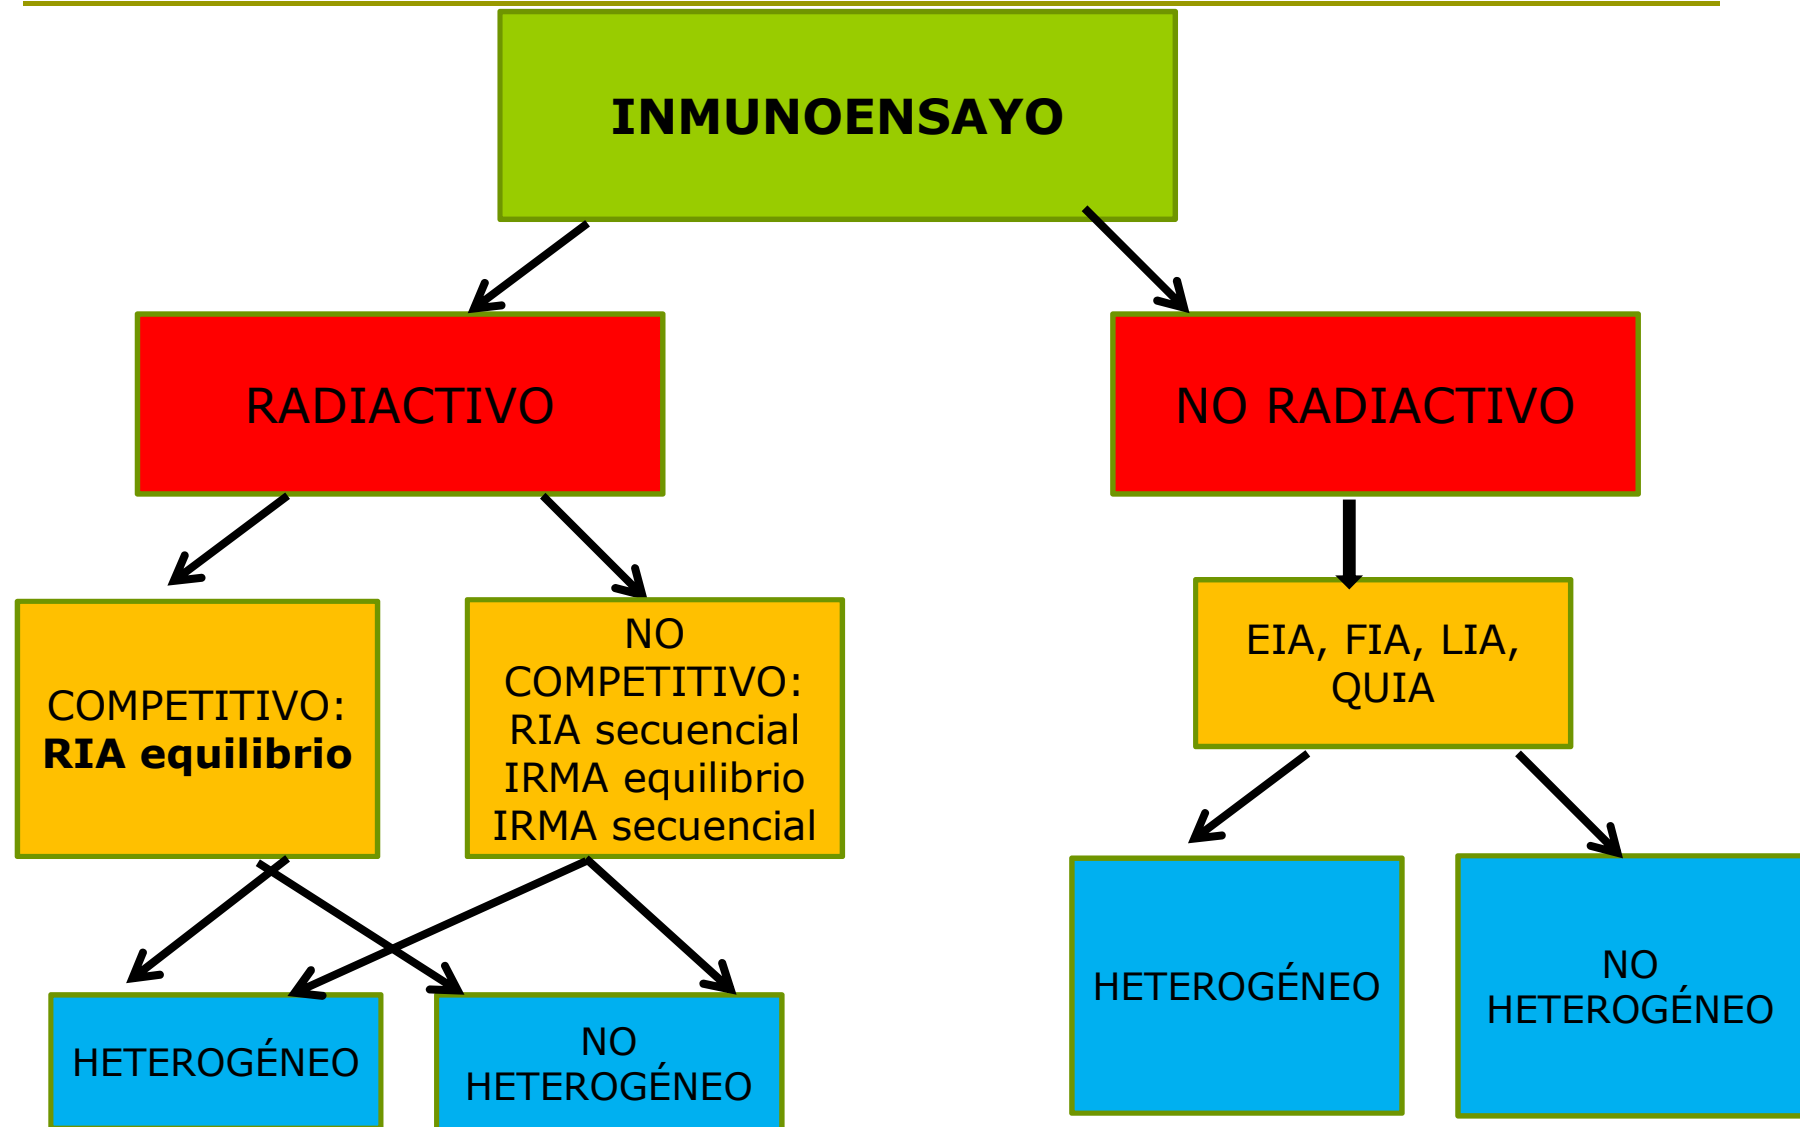 INMUNOENSAYO
RADIACTIVO
NO RADIACTIVO
COMPETITIVO:
RIA equilibrio
NO
COMPETITIVO:
RIA secuencial
IRMA equilibrio
IRMA secuencial
EIA, FIA, LIA,
QUIA
HETEROGÉNEO
NO
HETEROGÉNEO
HETEROGÉNEO
NO
HETEROGÉNEO